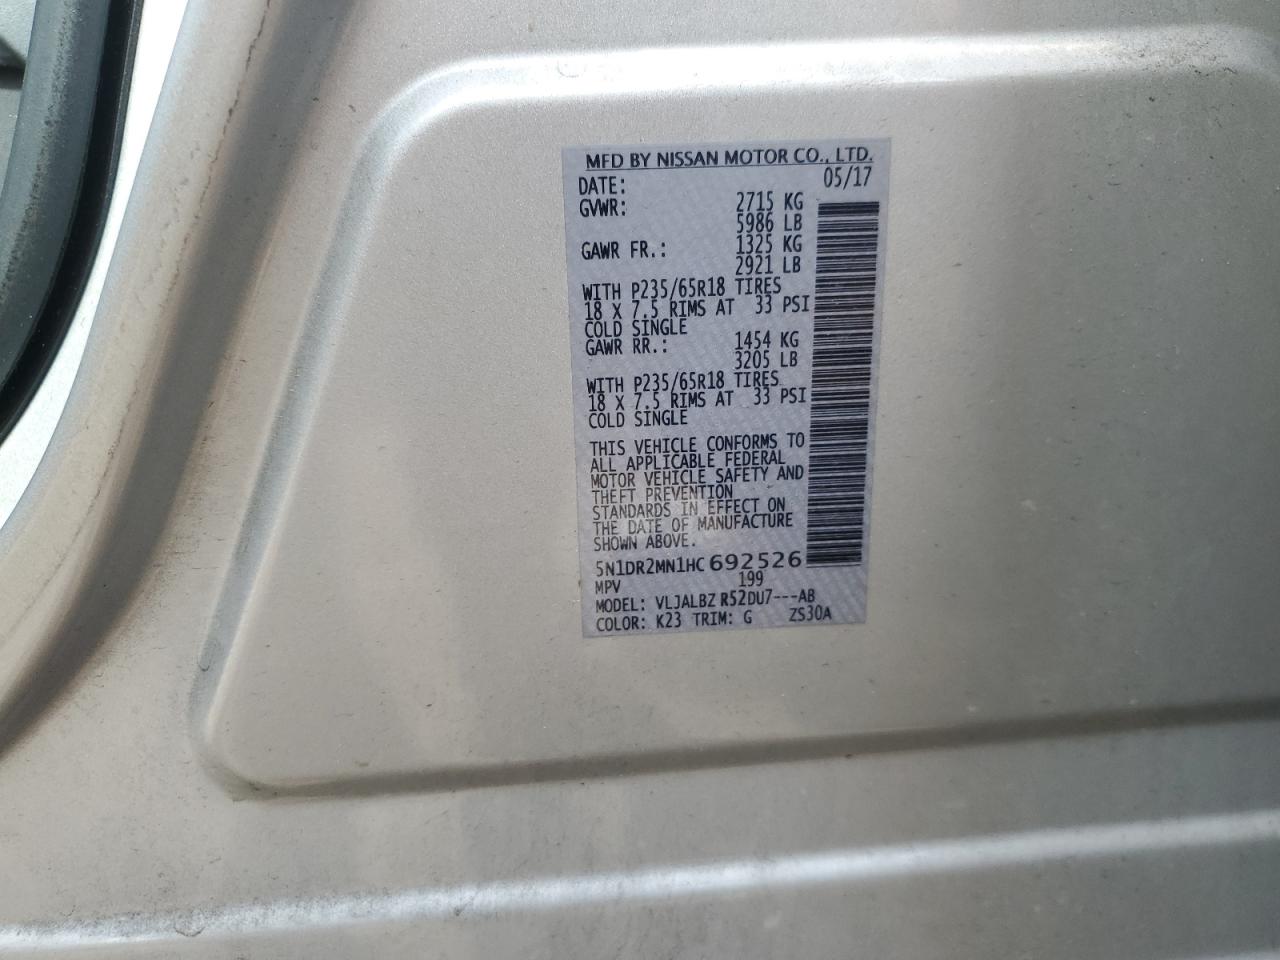 MFD BY NISSAN MOTOR CO., LTD.
DATE: 05/17
GVWR: 2715 KG
5986 LB
GAWR FR.: 1325 KG
2921 LB
WITH P235/65R18 TIRES
18 X 7.5 RIMS AT 33 PSI
COLD SINGLE
GAWR RR.: 1454 KG
3205 LB
WITH P235/65R18 TIRES
18 X 7.5 RIMS AT 33 PSI
COLD SINGLE
THIS VEHICLE CONFORMS TO
ALL APPLICABLE FEDERAL
MOTOR VEHICLE SAFETY AND
THEFT PREVENTION
STANDARDS IN EFFECT ON
THE DATE OF MANUFACTURE
SHOWN ABOVE.
5N1DR2MN1HC692526
MPV 199
MODEL: VLJALBZ R52DU7---AB
COLOR: K23 TRIM: G ZS30A